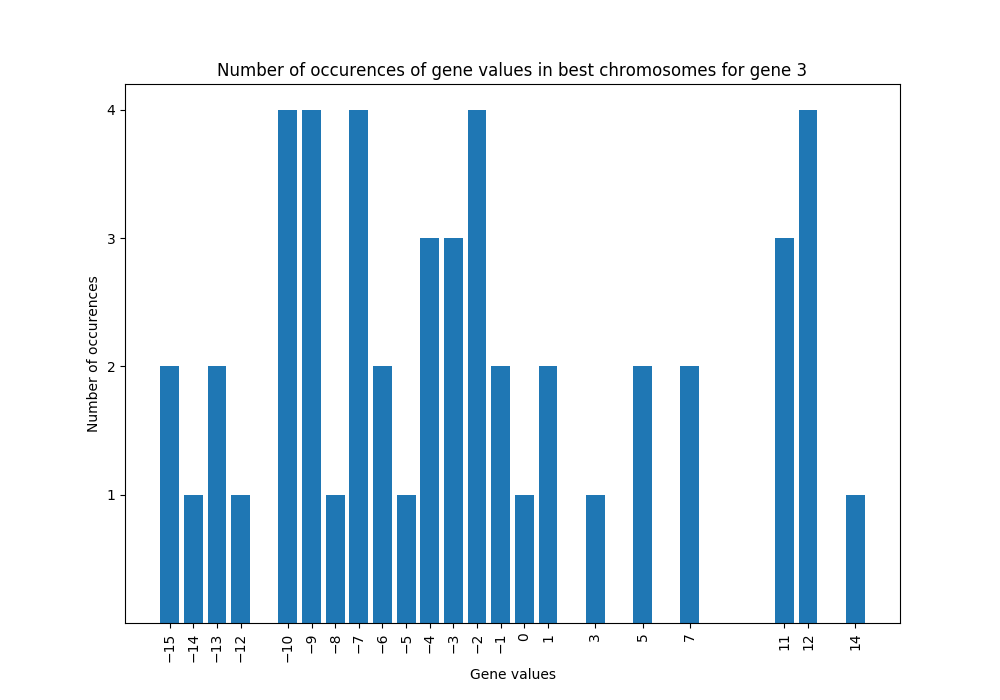 Number of occurences of gene values in best chromosomes for gene 3
4
3
2
1
Number of occurences
−15 −14 −13 −12 −10 −9 −8 −7 −6 −5 −4 −3 −2 −1 0 1 3 5 7 11 12 14
Gene values